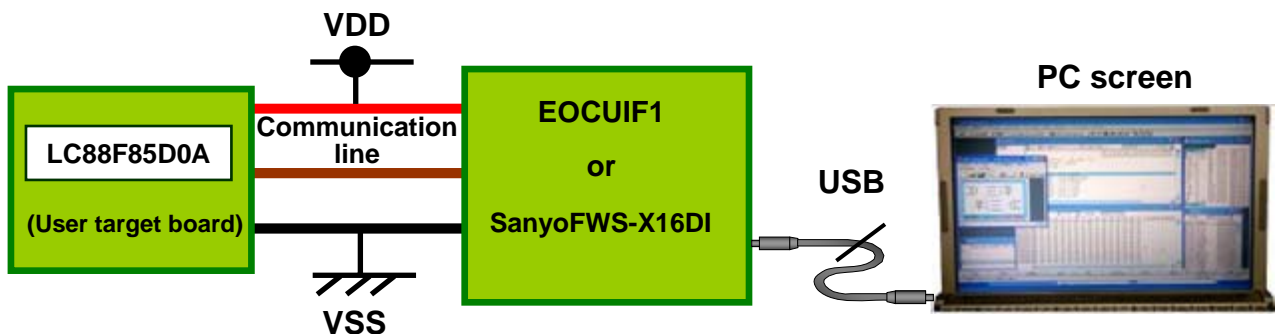 VDD
LC88F85D0A
(User target board)
Communication
line
VSS
EOCUIF1
or
SanyoFWS-X16DI
USB
PC screen